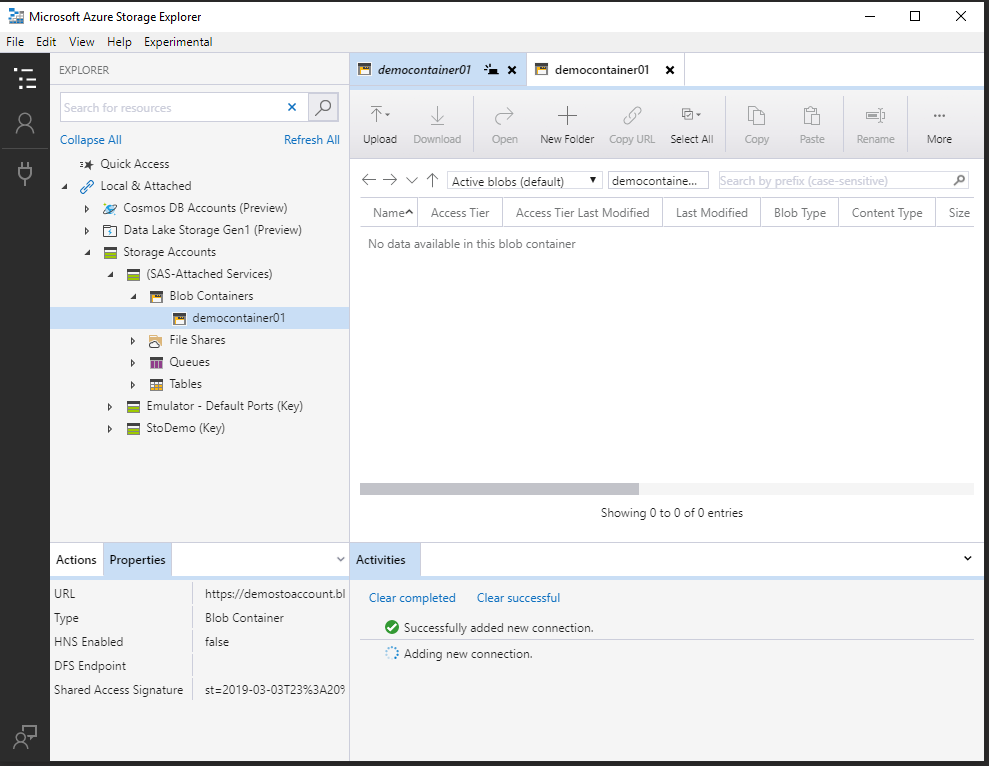 Microsoft Azure Storage Explorer
File Edit View Help Experimental
EXPLORER
Search for resources
Collapse All Refresh All
Quick Access
Local & Attached
Cosmos DB Accounts (Preview)
Data Lake Storage Gen1 (Preview)
Storage Accounts
(SAS-Attached Services)
Blob Containers
democontainer01
File Shares
Queues
Tables
Emulator - Default Ports (Key)
StoDemo (Key)
Actions Properties
URL https://demostoaccount.bl
Type Blob Container
HNS Enabled false
DFS Endpoint
Shared Access Signature st=2019-03-03T23%3A20%
democontainer01 democontainer01
Upload Download Open New Folder Copy URL Select All Copy Paste Rename More
Active blobs (default) democontaine... Search by prefix (case-sensitive)
Name Access Tier Access Tier Last Modified Last Modified Blob Type Content Type Size
No data available in this blob container
Showing 0 to 0 of 0 entries
Activities
Clear completed Clear successful
Successfully added new connection.
Adding new connection.